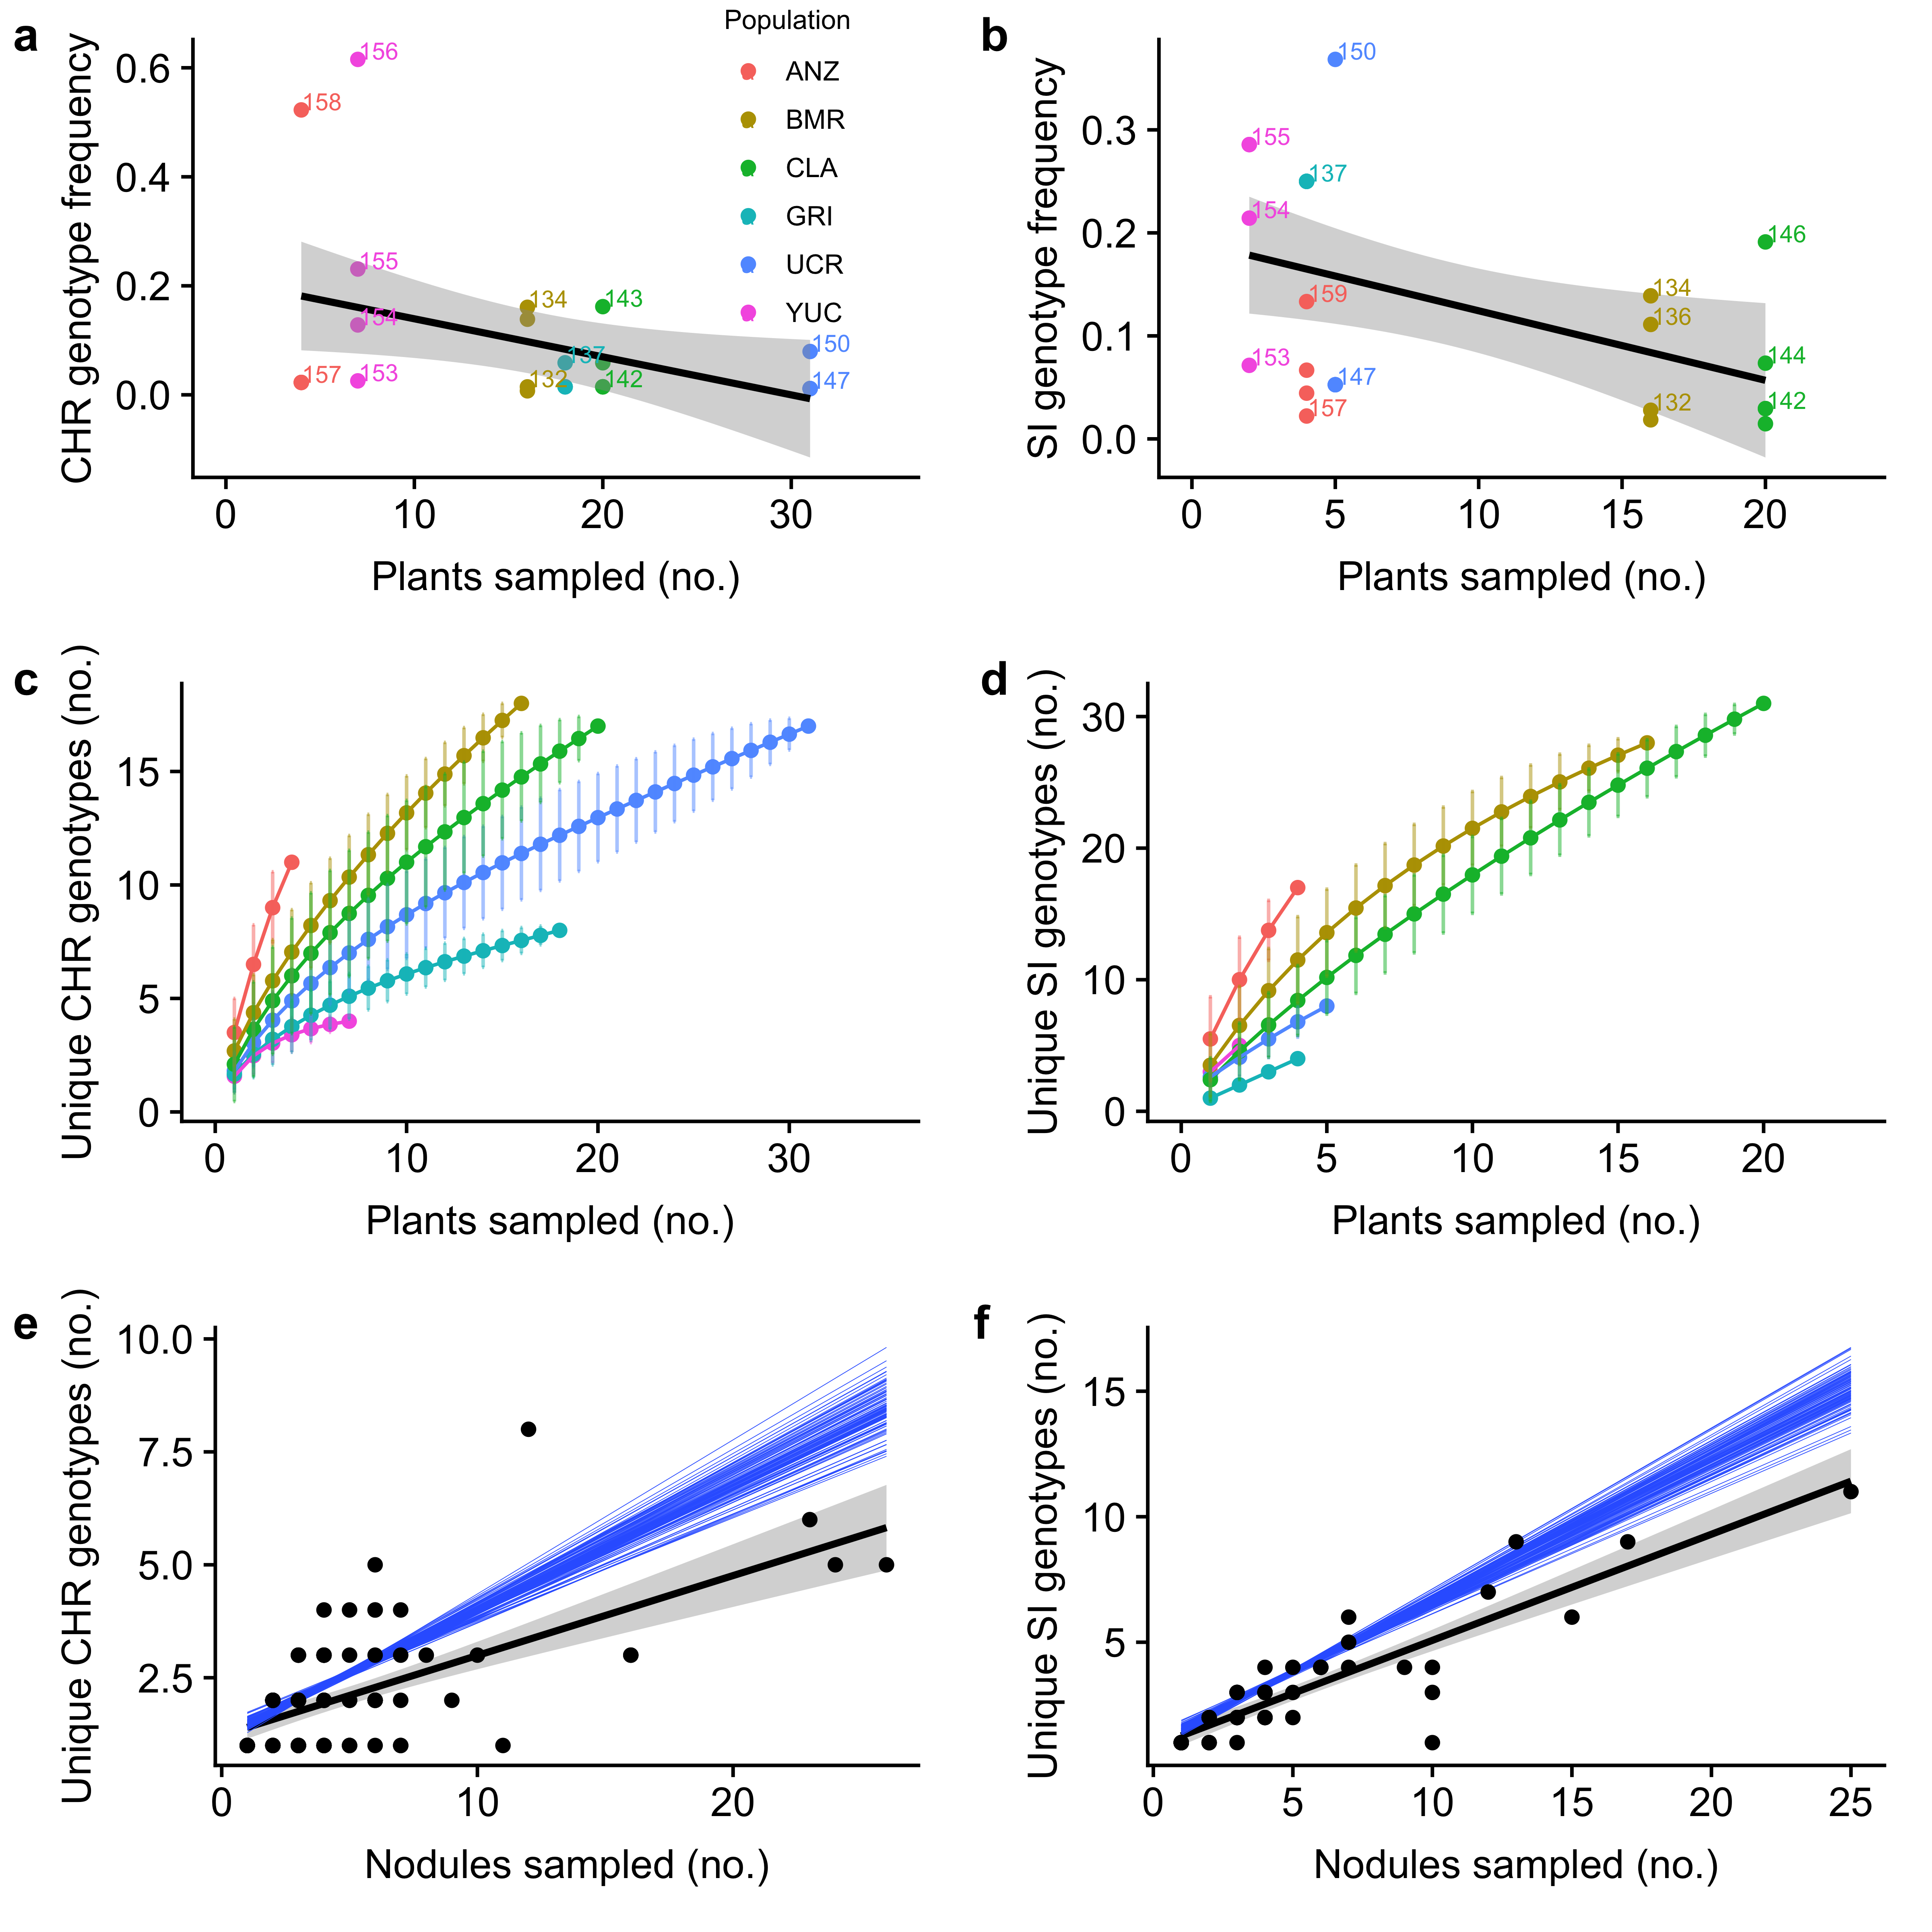 a
CHR genotype frequency
0.6
0.4
0.2
0.0
156
158
155
154
157
153
134
132
137
143
142
150
147
Population
ANZ
BMR
CLA
GRI
UCR
YUC
0 10 20 30
Plants sampled (no.)
b
SI genotype frequency
0.3
0.2
0.1
0.0
150
155
137
154
159
153
147
157
134
136
132
146
144
142
0 5 10 15 20
Plants sampled (no.)
c
Unique CHR genotypes (no.)
15
10
5
0
0 10 20 30
Plants sampled (no.)
d
Unique SI genotypes (no.)
30
20
10
0
0 5 10 15 20
Plants sampled (no.)
e
Unique CHR genotypes (no.)
10.0
7.5
5.0
2.5
0 10 20
Nodules sampled (no.)
f
Unique SI genotypes (no.)
15
10
5
0 5 10 15 20 25
Nodules sampled (no.)